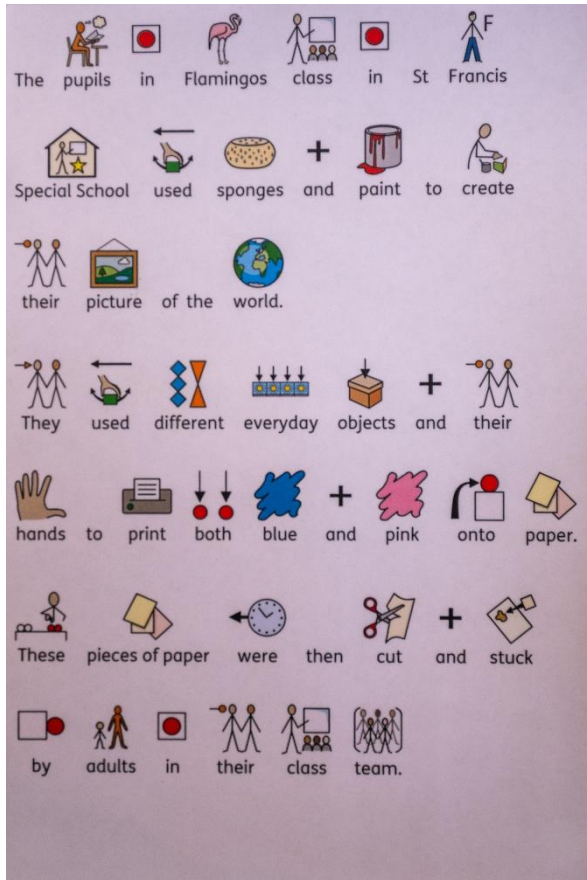 F
The pupils in Flamingos class in St Francis
Special School used sponges and paint to create
their picture of the world.
They used different everyday objects and their
hands to print both blue and pink onto paper.
These pieces of paper were then cut and stuck
by adults in their class team.